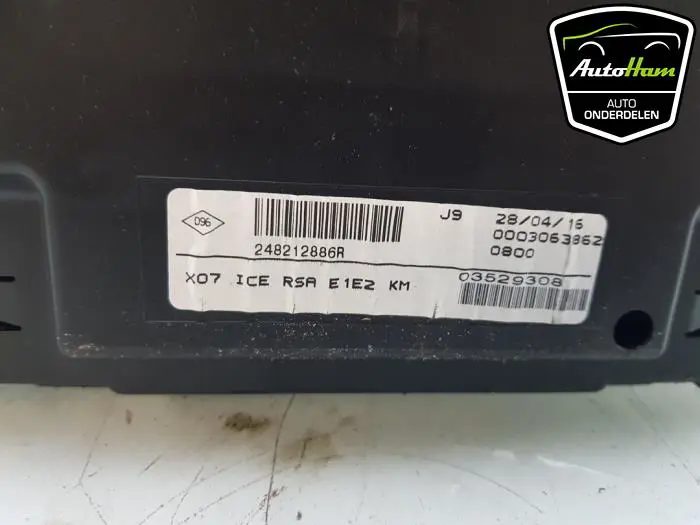 AutoHam
AUTO
ONDERDELEN
096
248212886R
J9 28/04/16
0003063862
0800
X07 ICE RSA E1E2 KM
03529308